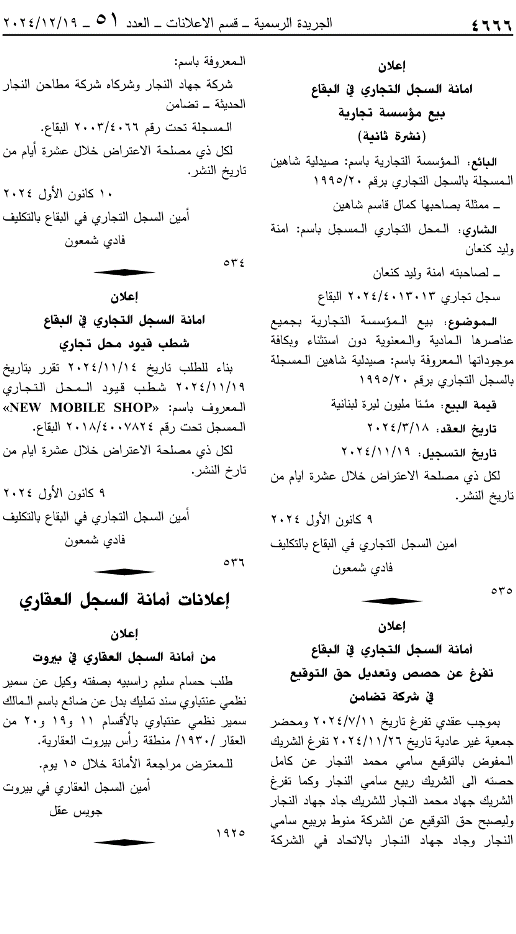 ٤٦٦٦
الجريدة الرسمية ــ قسم الاعلانات ــ العدد ٥١ ــ ٢٠٢٤/١٢/١٩
إعلان
امانة السجل التجاري في البقاع
بيع مؤسسة تجارية
(نشرة ثانية)
البائع: المؤسسة التجارية باسم: صيدلية شاهين
المسجلة بالسجل التجاري برقم ١٩٩٥/٢٠
ــ ممثلة بصاحبها كمال قاسم شاهين
الشاري: المحل التجاري المسجل باسم: امنة
وليد كنعان
ــ لصاحبته امنة وليد كنعان
سجل تجاري ٢٠٢٤/٤٠١٣٠١٣ البقاع
الموضوع: بيع المؤسسة التجارية بجميع
عناصرها المادية والمعنوية دون استثناء وبكافة
موجوداتها المعروفة باسم: صيدلية شاهين المسجلة
بالسجل التجاري برقم ١٩٩٥/٢٠
قيمة البيع: مئتا مليون ليرة لبنانية
تاريخ العقد: ٢٠٢٤/٣/١٨
تاريخ التسجيل: ٢٠٢٤/١١/١٩
لكل ذي مصلحة الاعتراض خلال عشرة ايام من
تاريخ النشر.
٩ كانون الأول ٢٠٢٤
امين السجل التجاري في البقاع بالتكليف
فادي شمعون
٥٣٥
إعلان
أمانة السجل التجاري في البقاع
تفرغ عن حصص وتعديل حق التوقيع
في شركة تضامن
بموجب عقدي تفرغ تاريخ ٢٠٢٤/٧/١١ ومحضر
جمعية غير عادية تاريخ ٢٠٢٤/١١/٢٦ تفرغ الشريك
المفوض بالتوقيع سامي محمد النجار عن كامل
حصته الى الشريك ربيع سامي النجار وكما تفرغ
الشريك جهاد محمد النجار للشريك جاد جهاد النجار
وليصبح حق التوقيع عن الشركة منوط بربيع سامي
النجار وجاد جهاد النجار بالاتحاد في الشركة
المعروفة باسم:
شركة جهاد النجار وشركاه شركة مطاحن النجار
الحديثة ــ تضامن
المسجلة تحت رقم ٢٠٠٣/٤٠٦٦ البقاع.
لكل ذي مصلحة الاعتراض خلال عشرة أيام من
تاريخ النشر.
١٠ كانون الأول ٢٠٢٤
أمين السجل التجاري في البقاع بالتكليف
فادي شمعون
٥٣٤
إعلان
امانة السجل التجاري في البقاع
شطب قيود محل تجاري
بناء للطلب تاريخ ٢٠٢٤/١١/١٤ تقرر بتاريخ
٢٠٢٤/١١/١٩ شطب قيود المحل التجاري
المعروف باسم: «NEW MOBILE SHOP»
المسجل تحت رقم ٢٠١٨/٤٠٠٧٨٢٤ البقاع.
لكل ذي مصلحة الاعتراض خلال عشرة ايام من
تارخ النشر.
٩ كانون الأول ٢٠٢٤
أمين السجل التجاري في البقاع بالتكليف
فادي شمعون
٥٣٦
إعلانات أمانة السجل العقاري
إعلان
من أمانة السجل العقاري في بيروت
طلب حسام سليم راسبيه بصفته وكيل عن سمير
نظمي عنتباوي سند تمليك بدل عن ضائع باسم المالك
سمير نظمي عنتباوي بالأقسام ١١ و١٩ و٢٠ من
العقار /١٩٣٠/ منطقة رأس بيروت العقارية.
للمعترض مراجعة الأمانة خلال ١٥ يوم.
أمين السجل العقاري في بيروت
جويس عقل
١٩٢٥